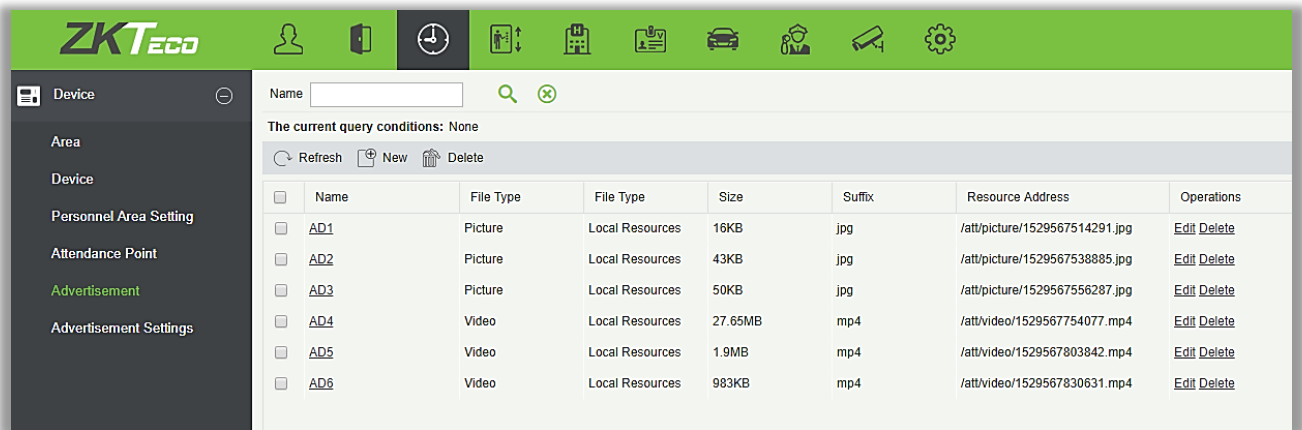 ZKTECO
Device
Area
Device
Personnel Area Setting
Attendance Point
Advertisement
Advertisement Settings
Name
The current query conditions: None
Refresh New Delete
Name File Type File Type Size Suffix Resource Address Operations
AD1 Picture Local Resources 16KB jpg /att/picture/1529567514291.jpg Edit Delete
AD2 Picture Local Resources 43KB jpg /att/picture/1529567538885.jpg Edit Delete
AD3 Picture Local Resources 50KB jpg /att/picture/1529567556287.jpg Edit Delete
AD4 Video Local Resources 27.65MB mp4 /att/video/1529567754077.mp4 Edit Delete
AD5 Video Local Resources 1.9MB mp4 /att/video/1529567803842.mp4 Edit Delete
AD6 Video Local Resources 983KB mp4 /att/video/1529567830631.mp4 Edit Delete